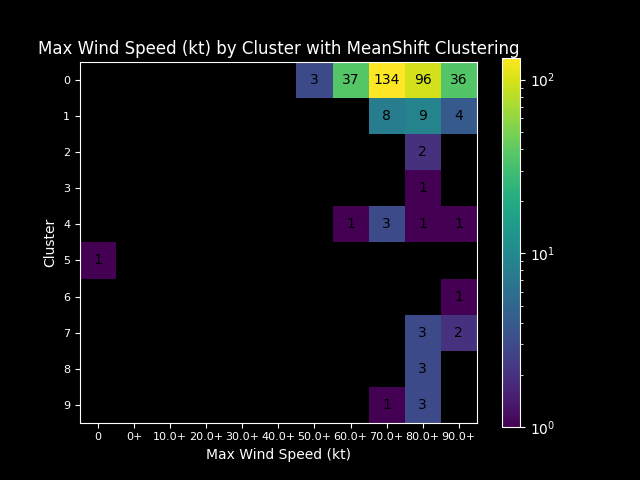 Max Wind Speed (kt) by Cluster with MeanShift Clustering
0 3 37 134 96 36
1 8 9 4
2 2
3 1
4 1 3 1 1
5 1
6 1
7 3 2
8 3
9 1 3
0 0+ 10.0+ 20.0+ 30.0+ 40.0+ 50.0+ 60.0+ 70.0+ 80.0+ 90.0+
Max Wind Speed (kt)
Cluster
10²
10¹
10⁰